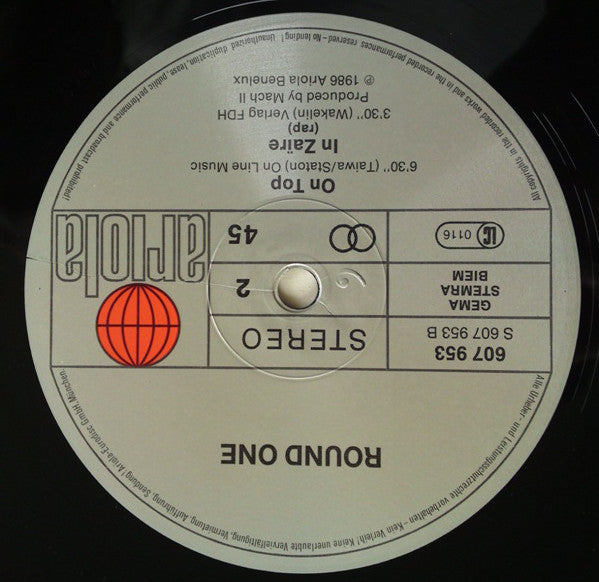 ROUND ONE
607 953
S 607 953 B
STEREO
GEMA
STEMRA
BIEM
2
LC 0116
45
ariola
On Top
6'30'' (Taiwa/Staton) On Line Music
In Zaïre
(rap)
3'30'' (Wakelin) Verlag FDH
Produced by Mach II
℗ 1986 Ariola Benelux
Alle Urheber- und Leistungsschutzrechte vorbehalten - Kein Verleih! Keine unerlaubte Vervielfältigung, Vermietung, Aufführung, Sendung! Ariola-Eurodisc GmbH. München.
All copyrights in the recorded works and in the recorded performances reserved - No lending! Unauthorized duplication, lease, public performance and broadcast prohibited!